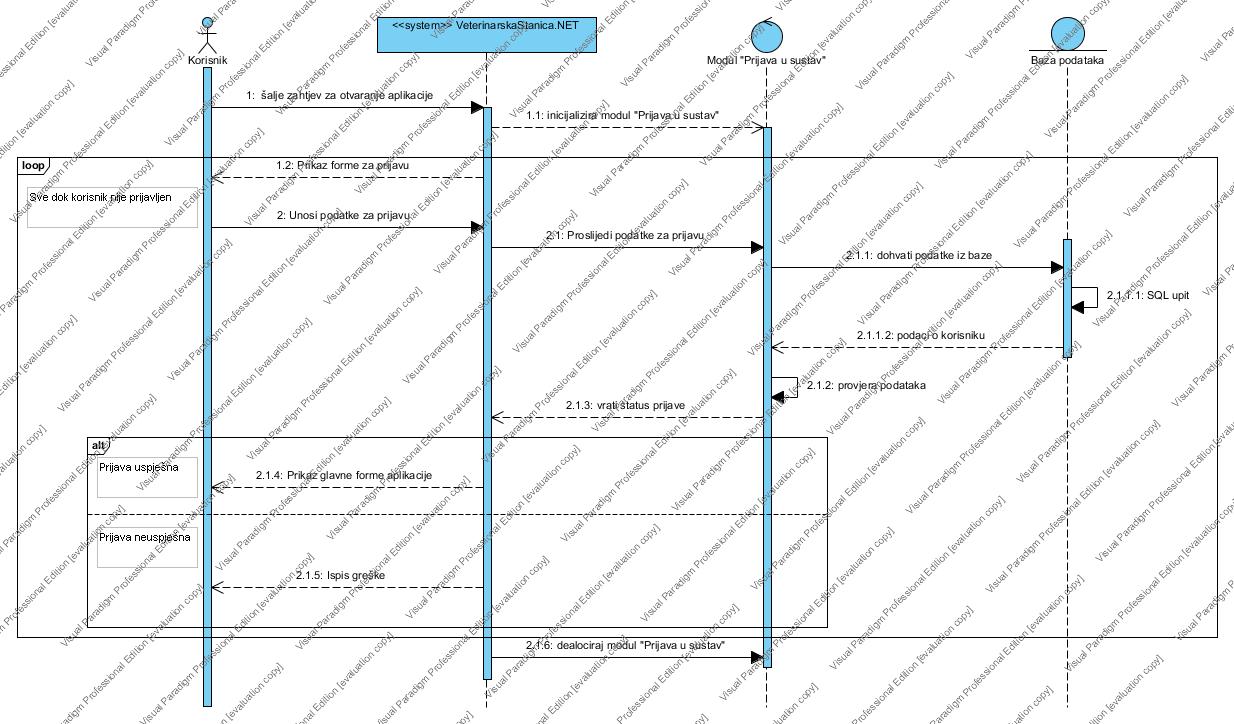 <<system>> VeterinarskaStanica.NET
Korisnik
Modul "Prijava u sustav"
Baza podataka
1: šalje zahtjev za otvaranje aplikacije
1.1: inicijalizira modul "Prijava u sustav"
loop
1.2: Prikaz forme za prijavu
Sve dok korisnik nije prijavljen
2: Unosi podatke za prijavu
2.1: Proslijedi podatke za prijavu
2.1.1: dohvati podatke iz baze
2.1.1.1: SQL upit
2.1.1.2: podaci o korisniku
2.1.2: provjera podataka
2.1.3: vrati status prijave
alt
Prijava uspješna
2.1.4: Prikaz glavne forme aplikacije
Prijava neuspješna
2.1.5: Ispis greške
2.1.6: dealociraj modul "Prijava u sustav"
Visual Paradigm Professional Edition [evaluation copy]